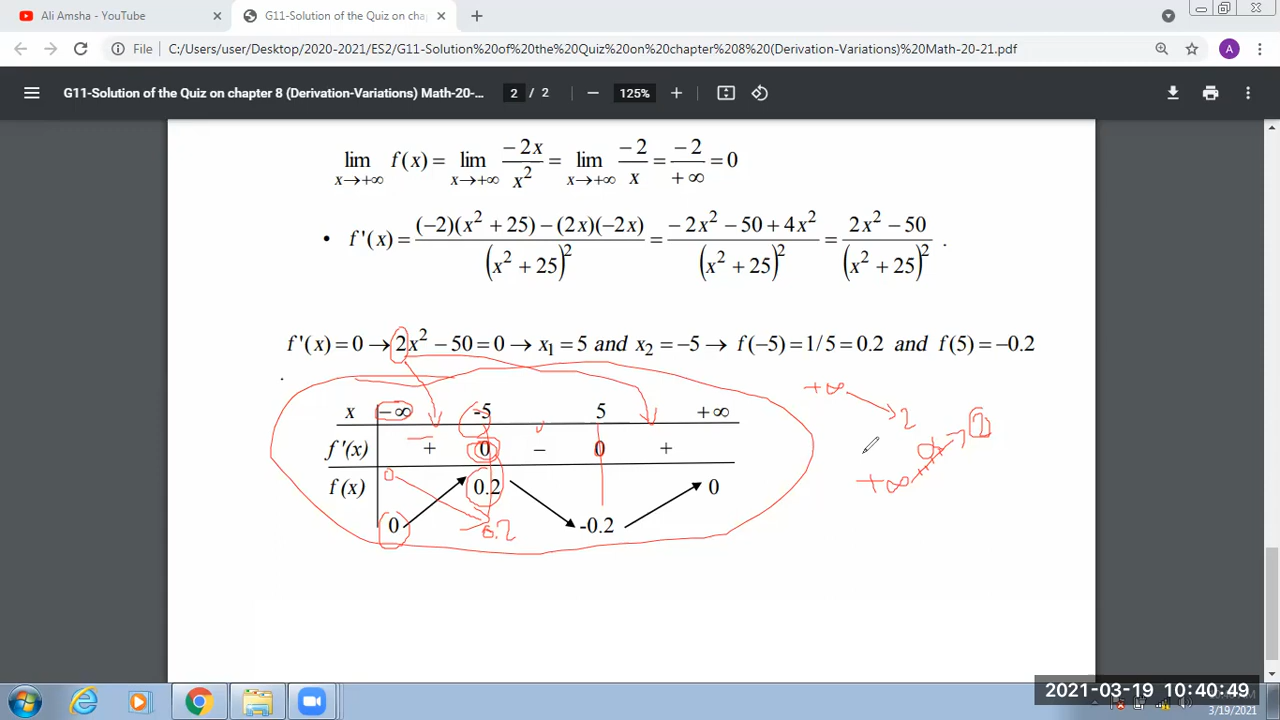 Ali Amsha - YouTube
G11-Solution of the Quiz on chap
File C:/Users/user/Desktop/2020-2021/ES2/G11-Solution%20of%20the%20Quiz%20on%20chapter%208%20(Derivation-Variations)%20Math-20-21.pdf
A
G11-Solution of the Quiz on chapter 8 (Derivation-Variations) Math-20-... 2 / 2 − 125% +
lim x→+∞ f(x) = lim x→+∞ −2x/x² = lim x→+∞ −2/x = −2/+∞ = 0
• f'(x) = (−2)(x² + 25) − (2x)(−2x)/(x² + 25)² = −2x² − 50 + 4x²/(x² + 25)² = 2x² − 50/(x² + 25)² .
f'(x) = 0 → 2x² − 50 = 0 → x₁ = 5 and x₂ = −5 → f(−5) = 1/5 = 0.2 and f(5) = −0.2
.
x −∞ -5 5 +∞
f'(x) + 0 − 0 +
f(x) 0.2 0
0 -0.2
0
0.2
+∞ 2
+∞ 2
2021-03-19 10:40:49
3/19/2021